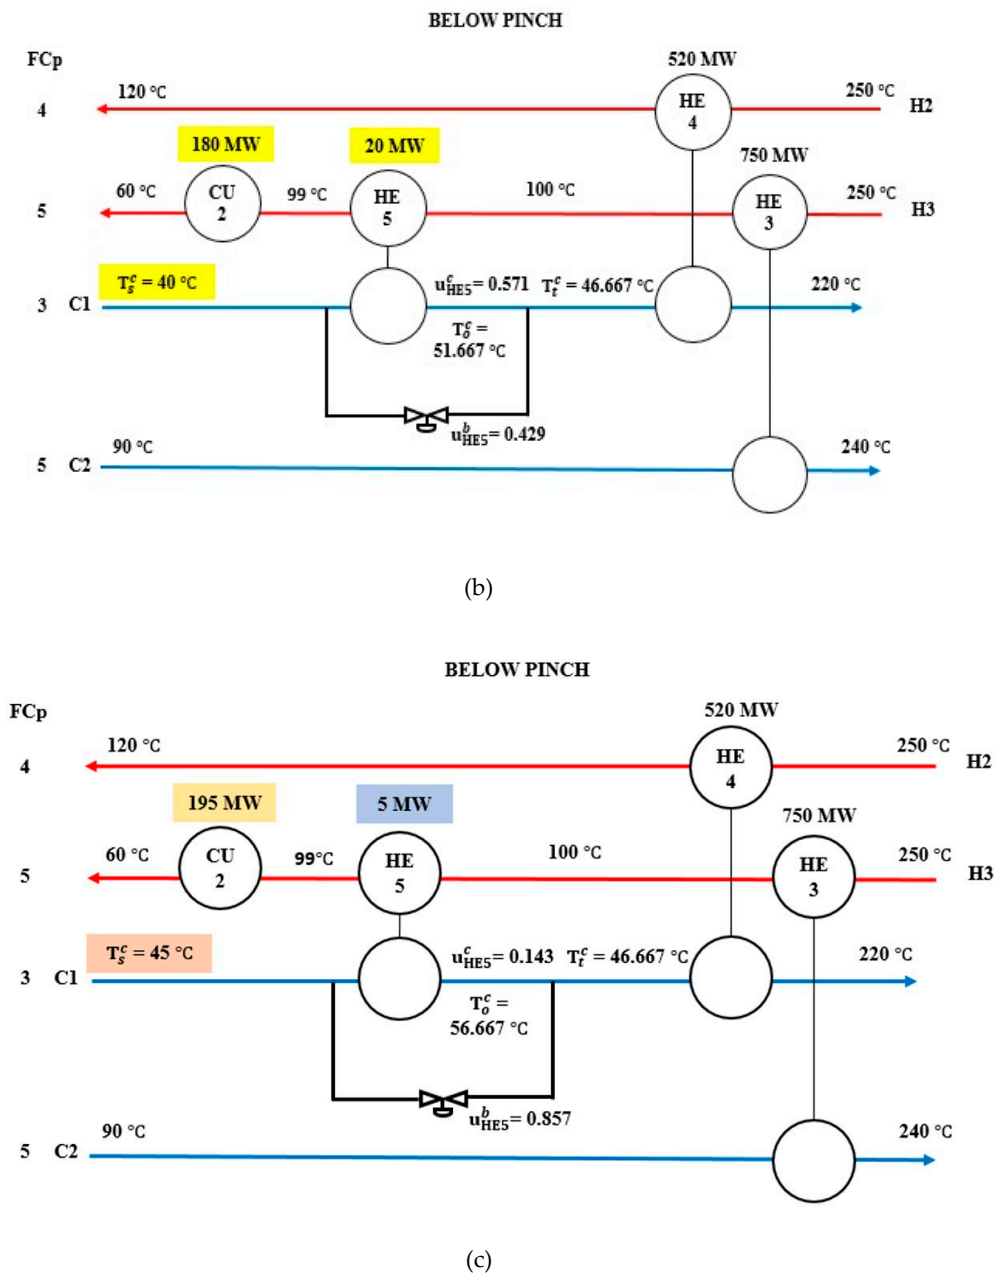 BELOW PINCH
FCp
520 MW
4
120 °C
HE
4
250 °C
H2
180 MW
20 MW
750 MW
5
60 °C
CU
2
99 °C
HE
5
100 °C
HE
3
250 °C
H3
T_s^c = 40 °C
3 C1
u_HE5^c = 0.571
T_t^c = 46.667 °C
220 °C
T_o^c =
51.667 °C
u_HE5^b = 0.429
5 C2
90 °C
240 °C
(b)
BELOW PINCH
FCp
520 MW
4
120 °C
HE
4
250 °C
H2
195 MW
5 MW
750 MW
5
60 °C
CU
2
99°C
HE
5
100 °C
HE
3
250 °C
H3
T_s^c = 45 °C
3 C1
u_HE5^c = 0.143
T_t^c = 46.667 °C
220 °C
T_o^c =
56.667 °C
u_HE5^b = 0.857
5 C2
90 °C
240 °C
(c)